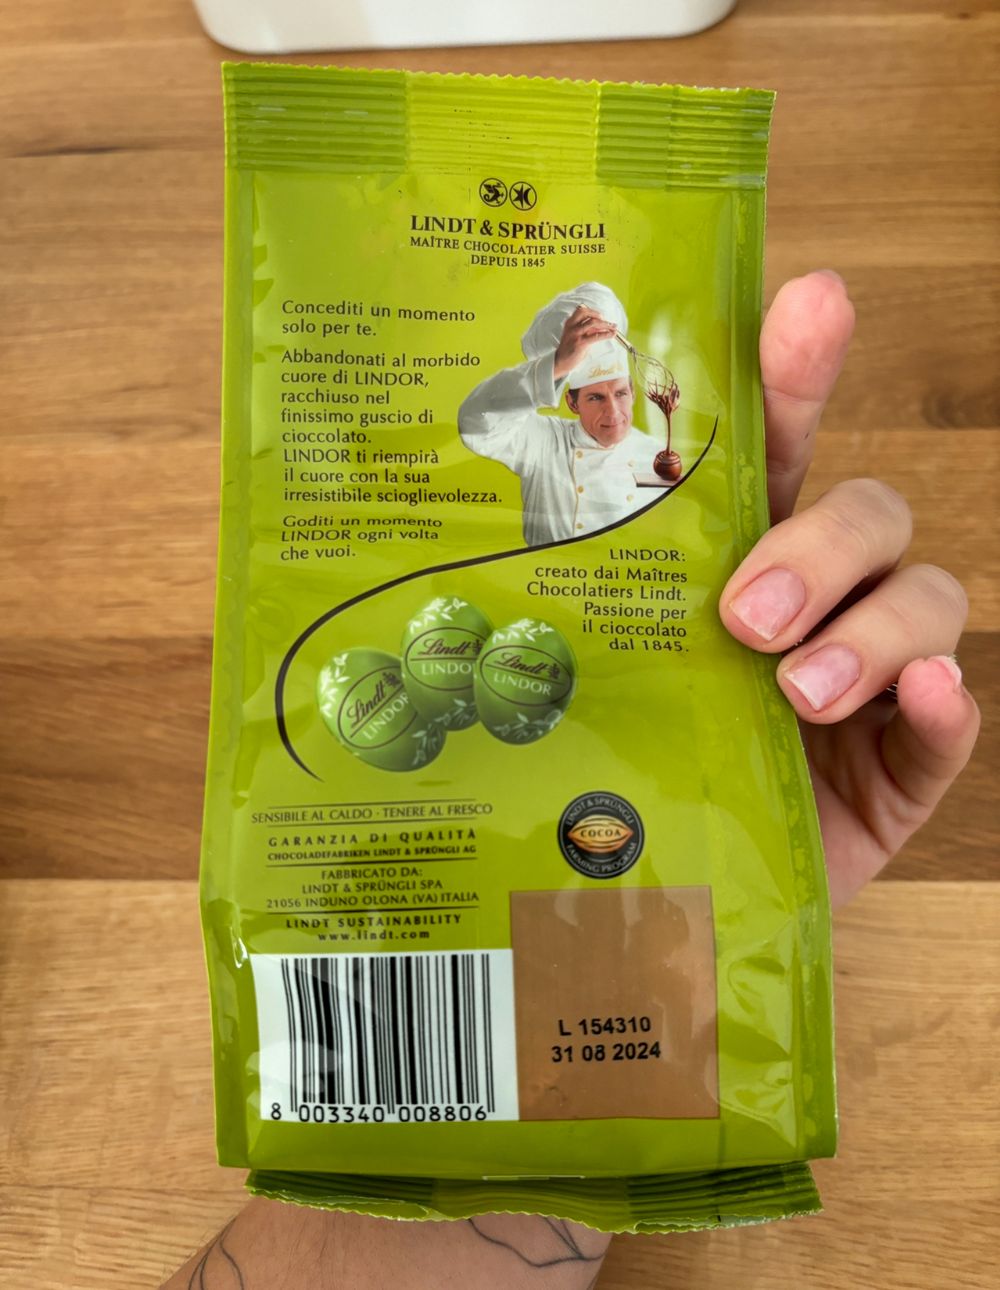 LINDT & SPRÜNGLI
MAÎTRE CHOCOLATIER SUISSE
DEPUIS 1845
Concediti un momento
solo per te.
Abbandonati al morbido
cuore di LINDOR,
racchiuso nel
finissimo guscio di
cioccolato.
LINDOR ti riempirà
il cuore con la sua
irresistibile scioglievolezza.
Goditi un momento
LINDOR ogni volta
che vuoi.
Lindt
LINDOR:
creato dai Maîtres
Chocolatiers Lindt.
Passione per
il cioccolato
dal 1845.
Lindt
LINDOR
Lindt
LINDOR
Lindt
LINDOR
SENSIBILE AL CALDO · TENERE AL FRESCO
GARANZIA DI QUALITÀ
CHOCOLADEFABRIKEN LINDT & SPRÜNGLI AG
FABBRICATO DA:
LINDT & SPRÜNGLI SPA
21056 INDUNO OLONA (VA) ITALIA
LINDT SUSTAINABILITY
www.lindt.com
LINDT & SPRÜNGLI
COCOA
FARMING PROGRAM
L 154310
31 08 2024
8 003340 008806